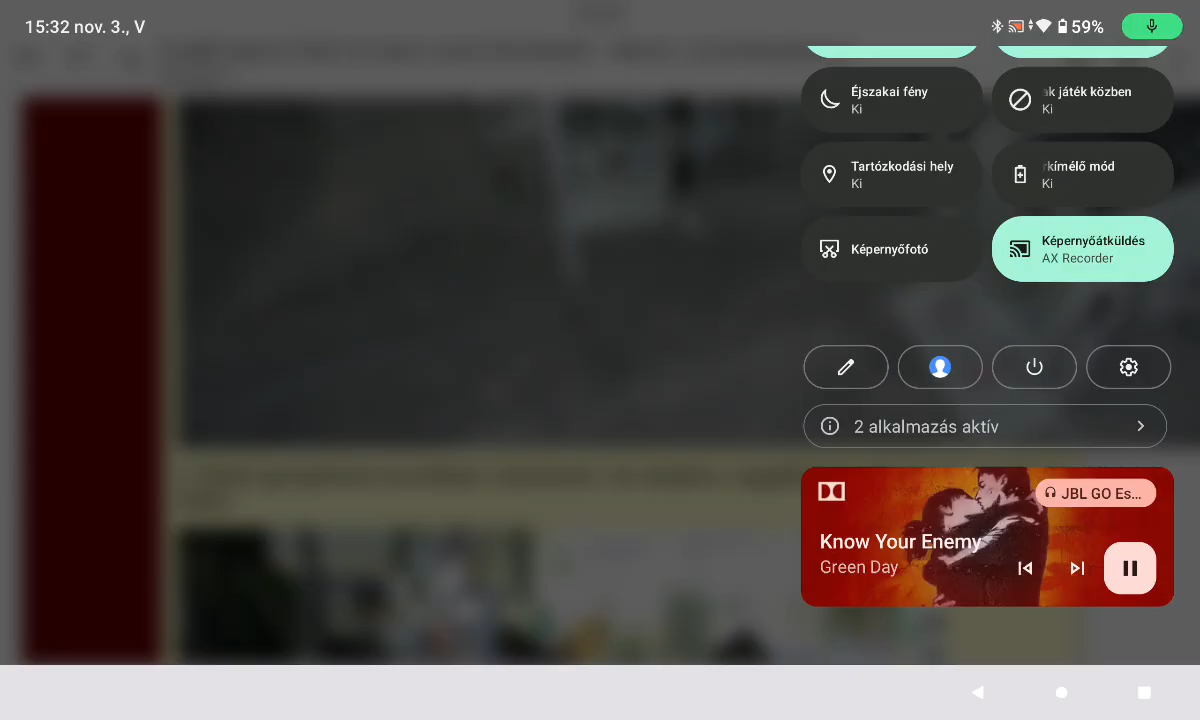 15:32 nov. 3., V
59%
Éjszakai fény
Ki
ak játék közben
Ki
Tartózkodási hely
Ki
rkímélő mód
Ki
Képernyőfotó
Képernyőátküldés
AX Recorder
2 alkalmazás aktív
JBL GO Es...
Know Your Enemy
Green Day